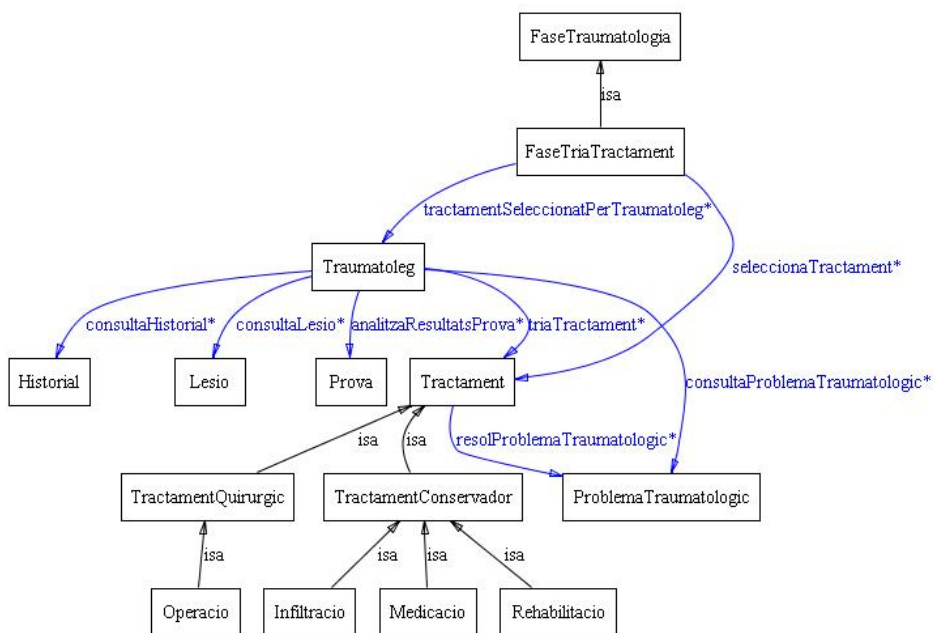 FaseTraumatologia
isa
FaseTriaTractament
tractamentSeleccionatPerTraumatoleg*
Traumatoleg
seleccionaTractament*
consultaHistorial*
consultaLesio*
analitzaResultatsProva*
triaTractament*
Historial
Lesio
Prova
Tractament
consultaProblemaTraumatologic*
isa
isa
resolProblemaTraumatologic*
TractamentQuirurgic
TractamentConservador
ProblemaTraumatologic
isa
isa
isa
isa
Operacio
Infiltracio
Medicacio
Rehabilitacio